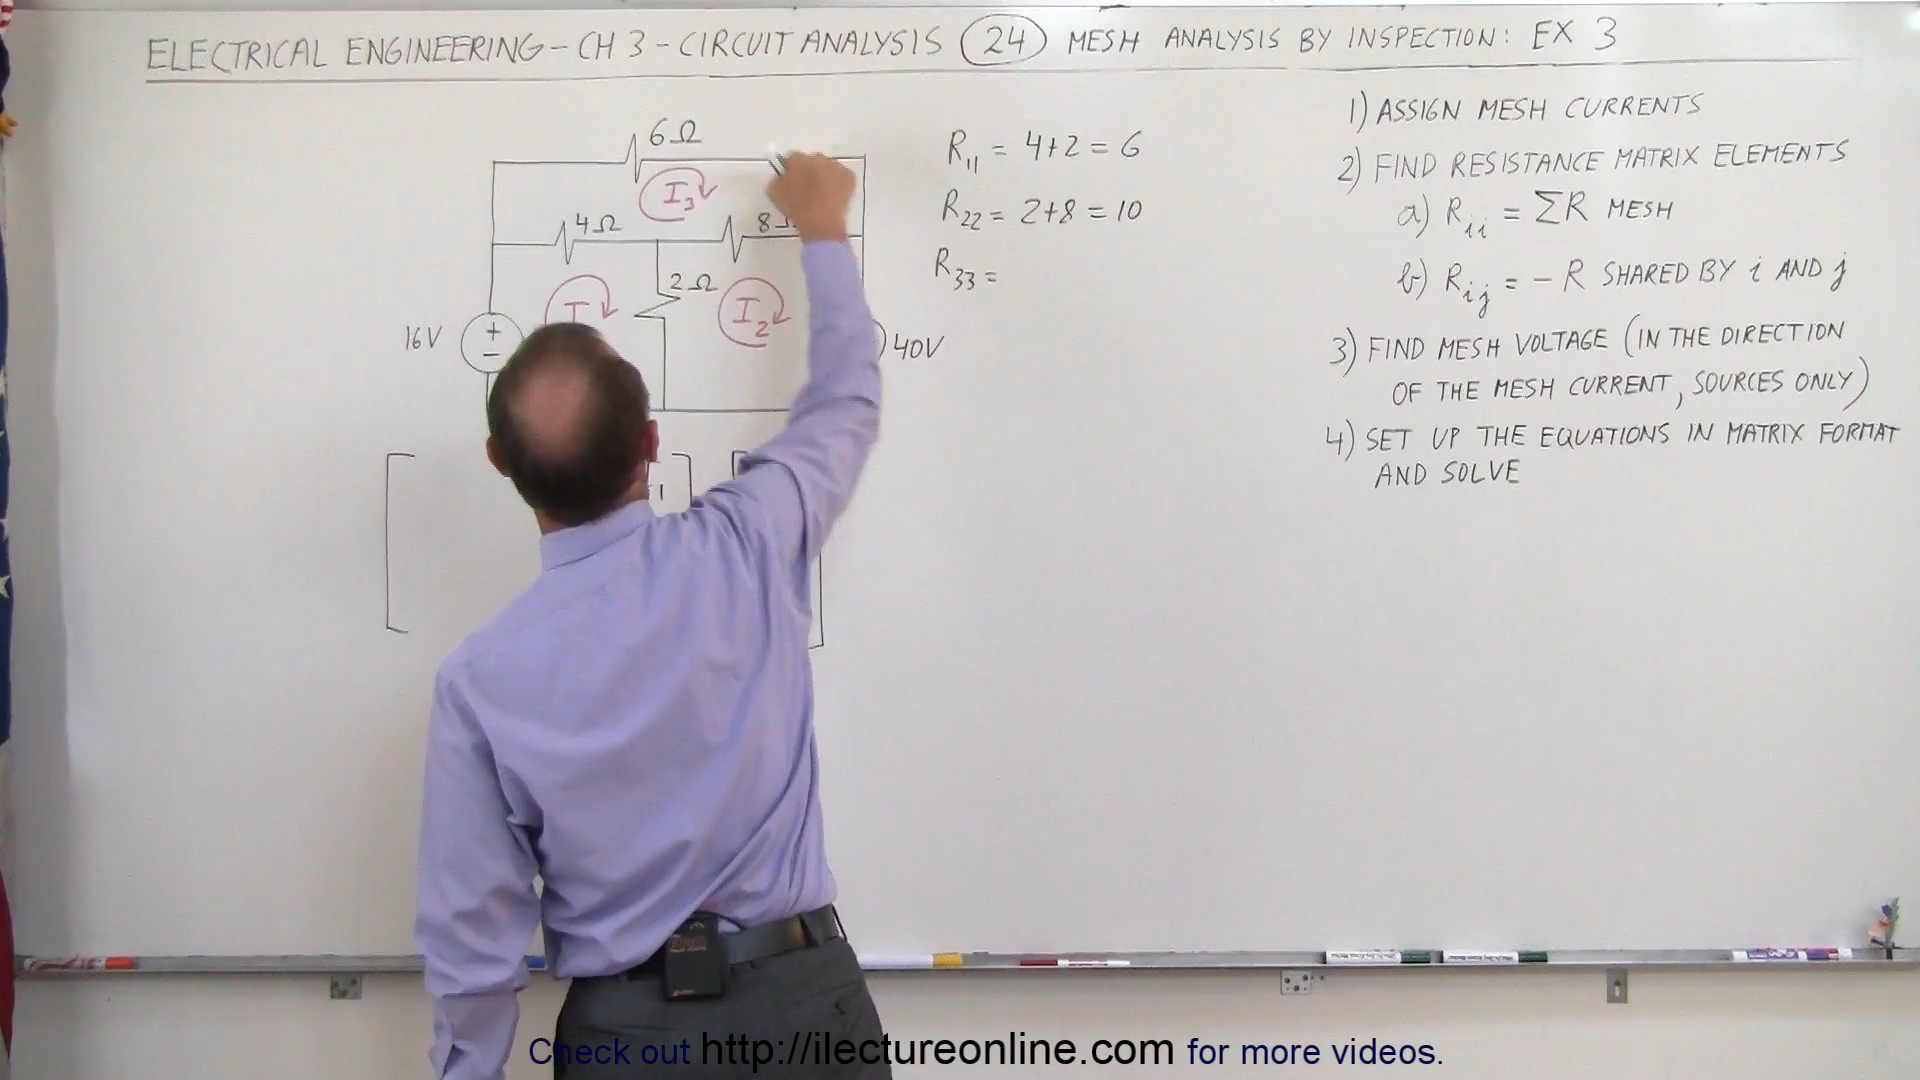 ELECTRICAL ENGINEERING - CH 3 - CIRCUIT ANALYSIS 24 MESH ANALYSIS BY INSPECTION: EX 3
6Ω
I₃
4Ω
8Ω
2Ω
I₂
16V
+
−
40V
R₁₁ = 4+2 = 6
R₂₂ = 2+8 = 10
R₃₃ =
1) ASSIGN MESH CURRENTS
2) FIND RESISTANCE MATRIX ELEMENTS
a) Rᵢᵢ = ΣR MESH
b) Rᵢⱼ = - R SHARED BY i AND j
3) FIND MESH VOLTAGE (IN THE DIRECTION
OF THE MESH CURRENT, SOURCES ONLY)
4) SET UP THE EQUATIONS IN MATRIX FORMAT
AND SOLVE
Check out http://ilectureonline.com for more videos.